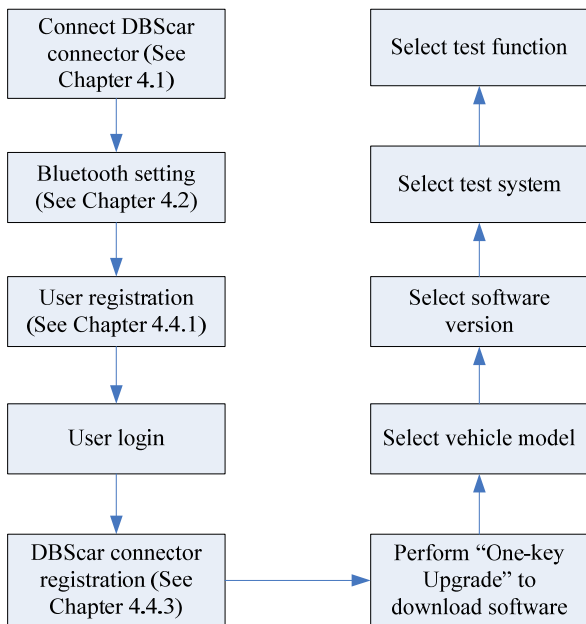 Connect DBScar
connector (See
Chapter 4.1)
Bluetooth setting
(See Chapter 4.2)
User registration
(See Chapter 4.4.1)
User login
DBScar connector
registration (See
Chapter 4.4.3)
Perform “One-key
Upgrade” to
download software
Select vehicle model
Select software
version
Select test system
Select test function